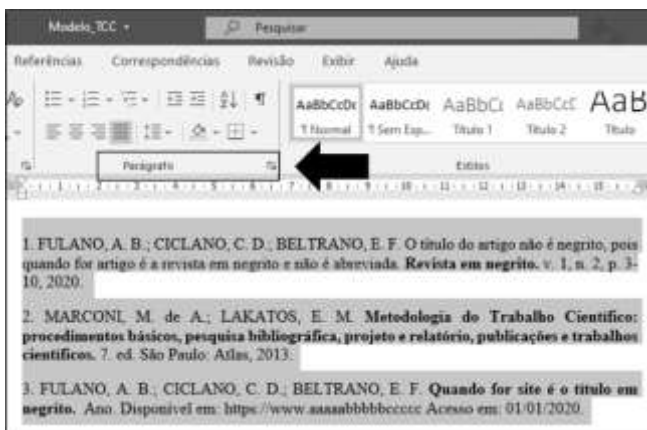 Modelo_TCC
Pesquisar
Referências Correspondências Revisão Exibir Ajuda
AaBbCcDc AaBbCcDc AaBbCc AaBbCcC AaB
¶ Normal ¶ Sem Esp... Título 1 Título 2 Título
Parágrafo Estilos
1. FULANO, A. B.; CICLANO, C. D.; BELTRANO, E. F. O título do artigo não é negrito, pois
quando for artigo é a revista em negrito e não é abreviada. Revista em negrito. v. 1, n. 2, p. 3-
10, 2020.
2. MARCONI, M. de A.; LAKATOS, E. M. Metodologia do Trabalho Científico:
procedimentos básicos, pesquisa bibliográfica, projeto e relatório, publicações e trabalhos
científicos. 7. ed. São Paulo: Atlas, 2013.
3. FULANO, A. B.; CICLANO, C. D.; BELTRANO, E. F. Quando for site é o título em
negrito. Ano. Disponível em: https://www.aaaaabbbbbccccc Acesso em: 01/01/2020.